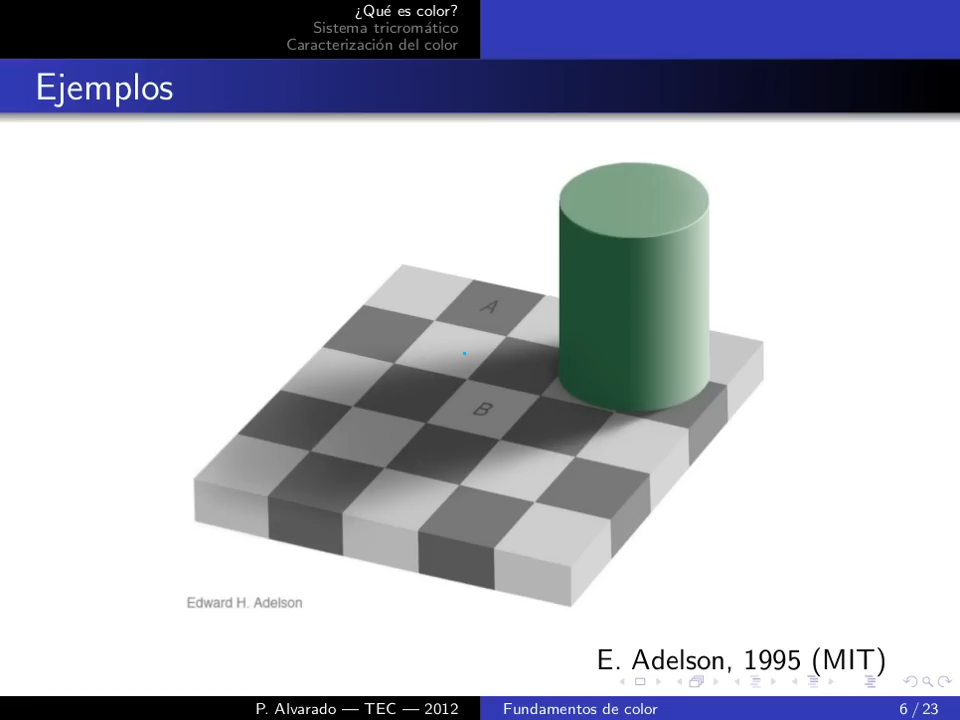 ¿Qué es color?
Sistema tricromático
Caracterización del color
Ejemplos
A
B
Edward H. Adelson
E. Adelson, 1995 (MIT)
P. Alvarado — TEC — 2012
Fundamentos de color
6 / 23